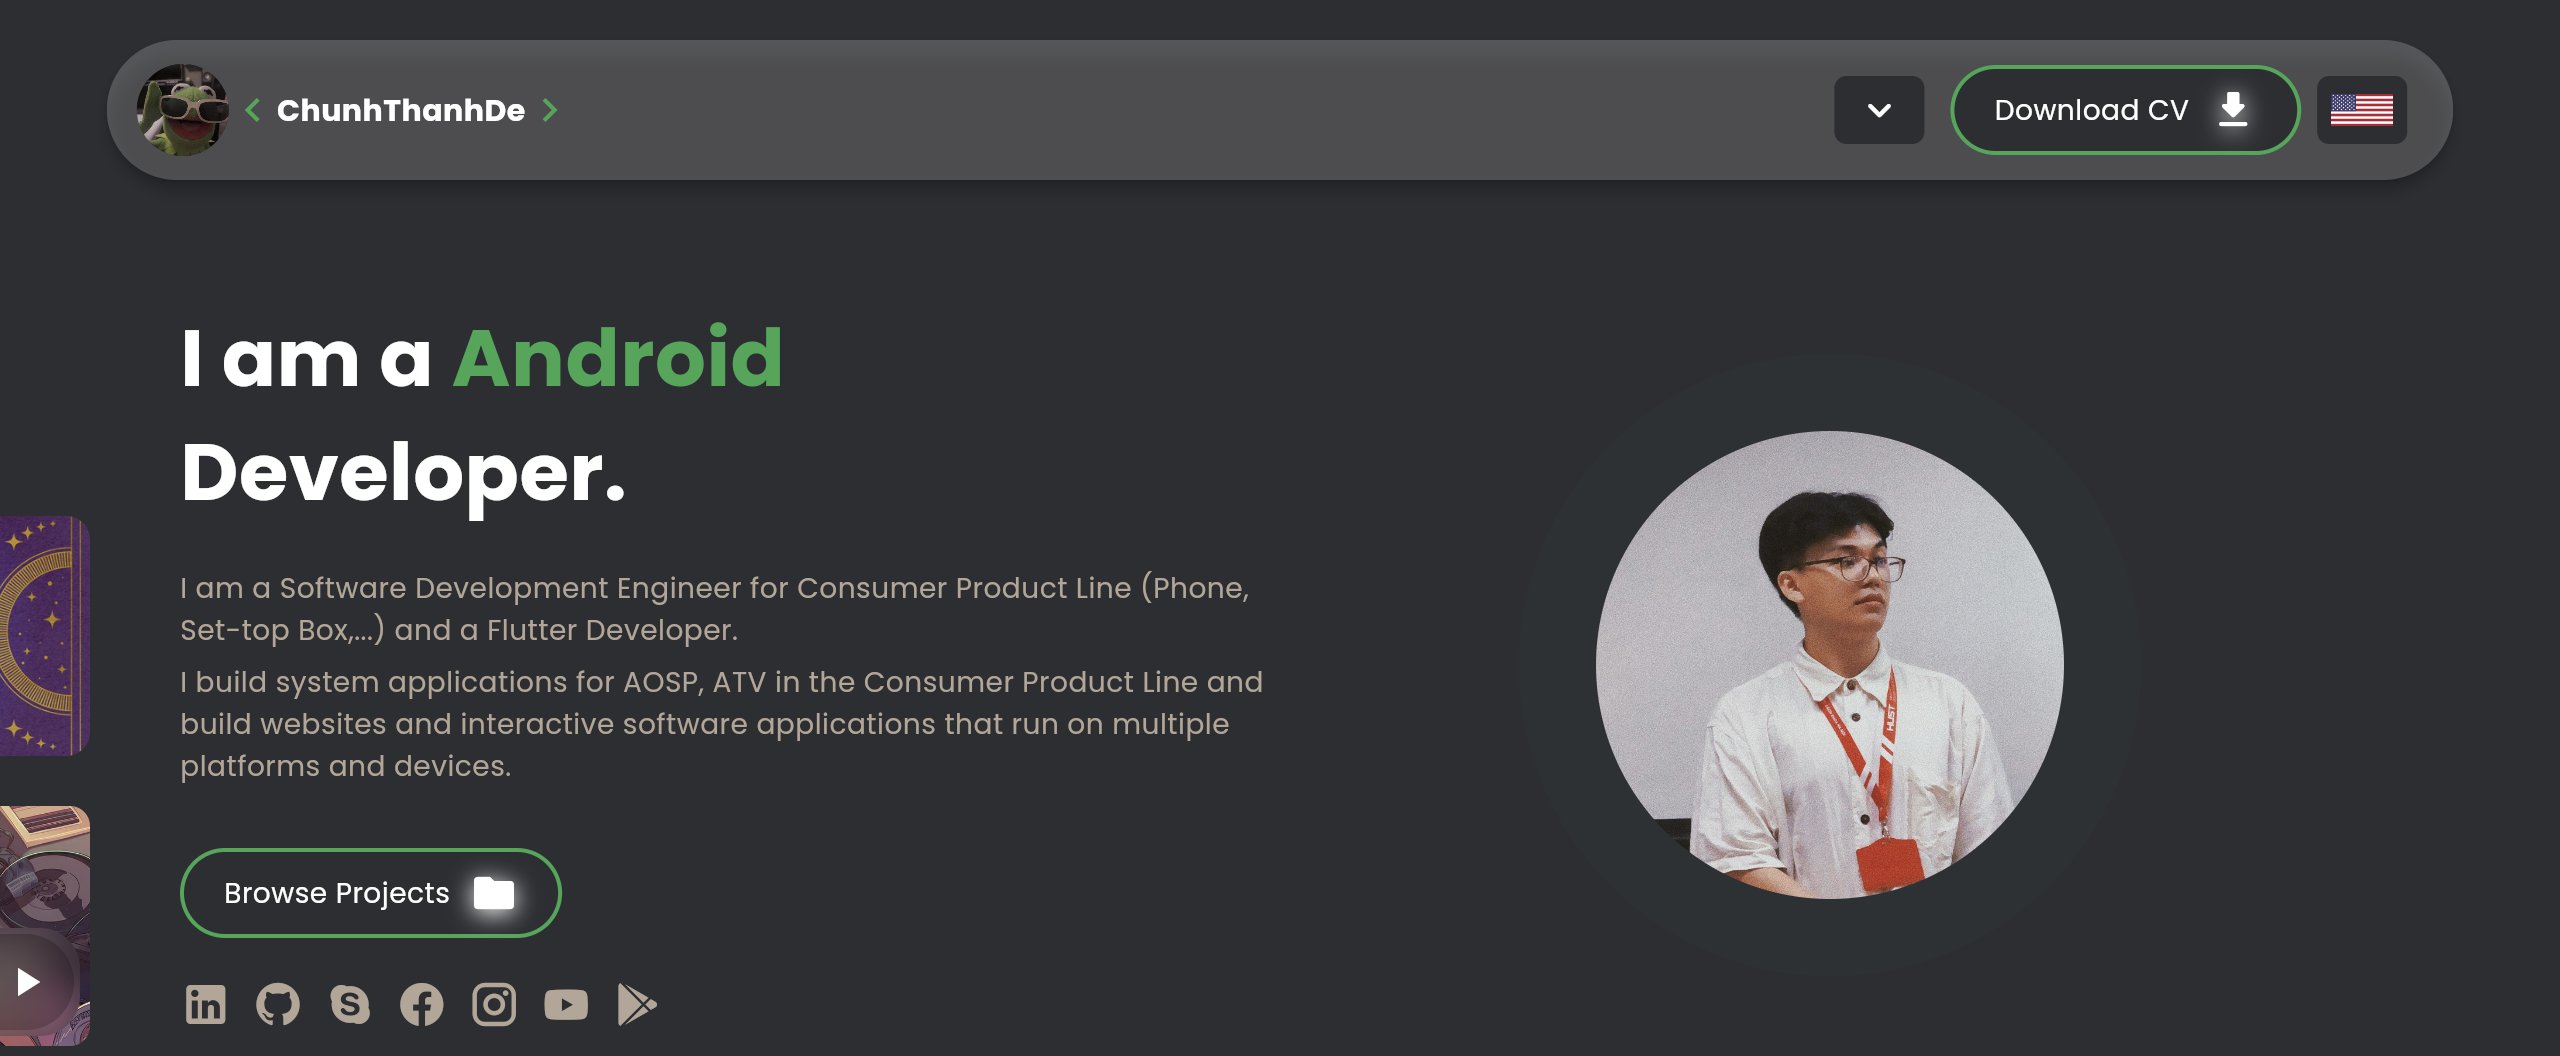 ChunhThanhDe
Download CV
I am a Android
Developer.
I am a Software Development Engineer for Consumer Product Line (Phone,
Set-top Box,...) and a Flutter Developer.
I build system applications for AOSP, ATV in the Consumer Product Line and
build websites and interactive software applications that run on multiple
platforms and devices.
HUST
Browse Projects